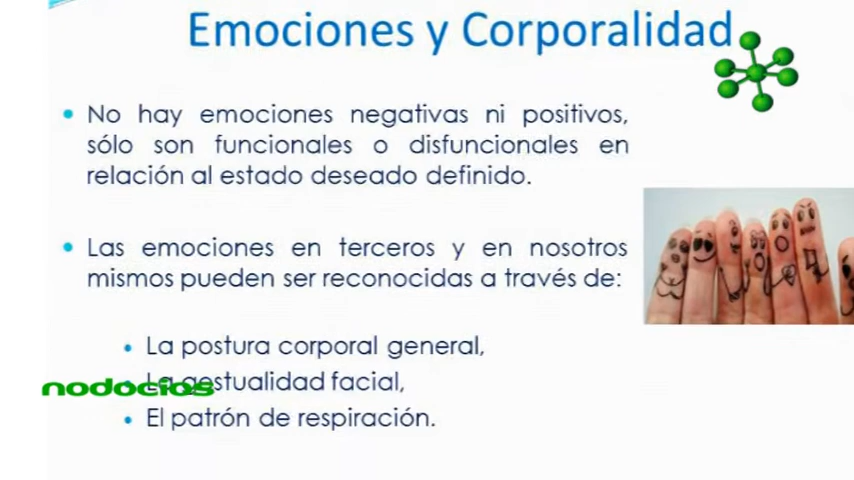 Emociones y Corporalidad
No hay emociones negativas ni positivos,
sólo son funcionales o disfuncionales en
relación al estado deseado definido.
Las emociones en terceros y en nosotros
mismos pueden ser reconocidas a través de:
La postura corporal general,
La gestualidad facial,
nodocios
El patrón de respiración.